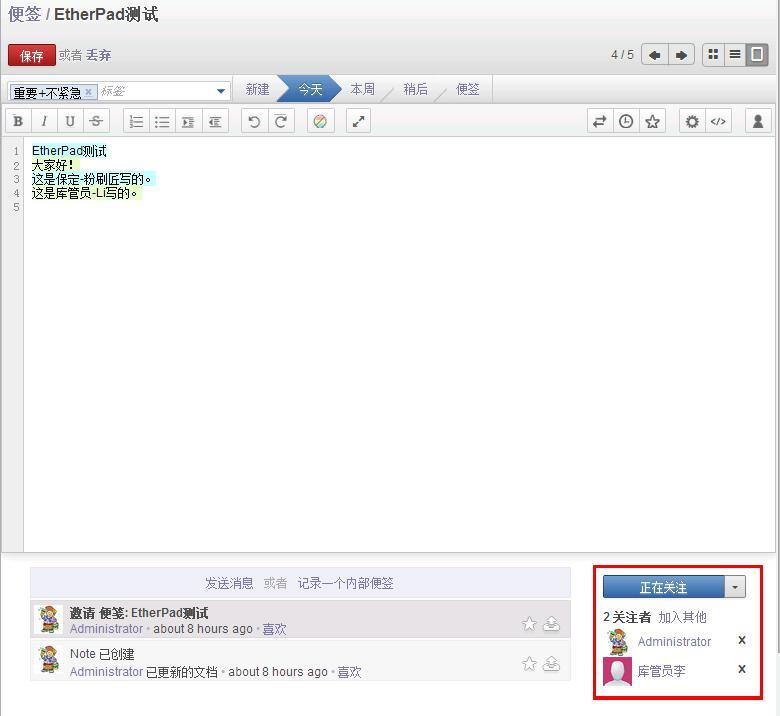 便签 / EtherPad测试
保存 或者 丢弃
4 / 5
重要+不紧急 × 标签
新建 今天 本周 稍后 便签
B I U S
</>
1 EtherPad测试
2 大家好！
3 这是保定-粉刷匠写的。
4 这是库管员-Li写的。
5
发送消息 或者 记录一个内部便签
邀请 便笺: EtherPad测试
Administrator • about 8 hours ago • 喜欢
Note 已创建
Administrator 已更新的文档 • about 8 hours ago • 喜欢
正在关注
2 关注者 加入其他
Administrator x
库管员李 x